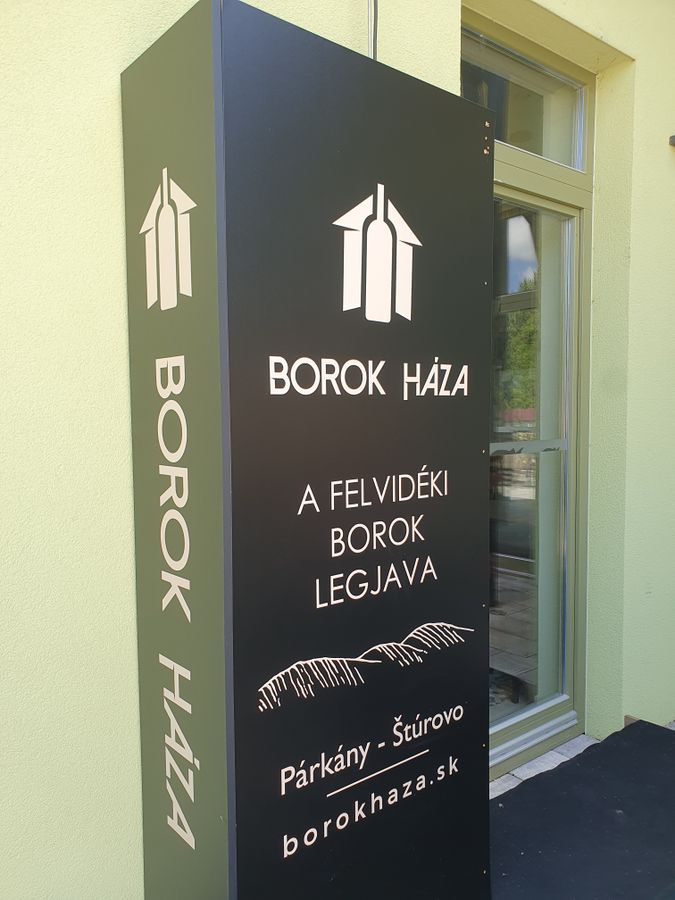 BOROK HÁZA
BOROK HÁZA
A FELVIDÉKI
BOROK
LEGJAVA
Párkány - Štúrovo
borokhaza.sk